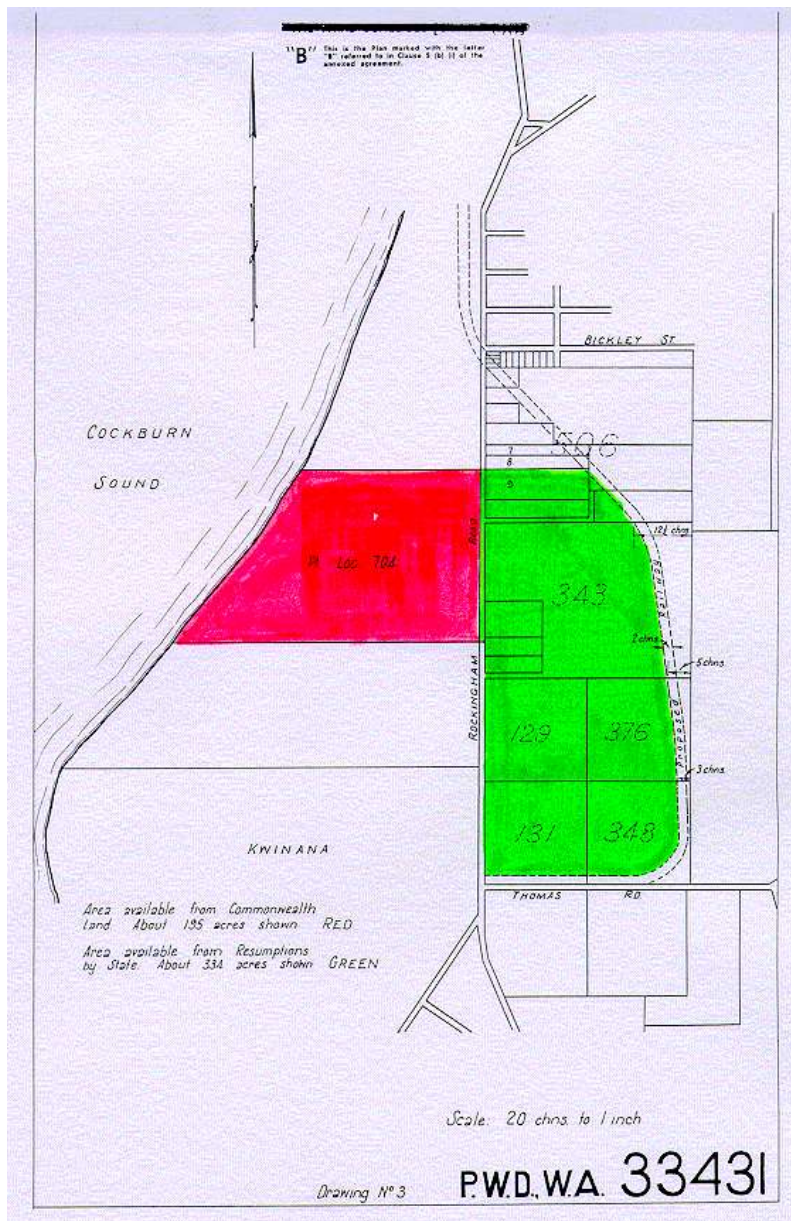 "B" This is the Plan marked with the letter
"B" referred to in Clause 5 (b) (i) of the
annexed agreement.
BICKLEY ST.
COCKBURN
SOUND
506
7
8
9
ROAD
12½ chns
Pt LOC 704
343
RAILWAY
2 chns.
5 chns.
ROCKINGHAM
129
376
PROPOSED
3 chns.
131
348
KWINANA
THOMAS RD.
Area available from Commonwealth
Land. About 195 acres shown RED
Area available from Resumptions
by State. About 334 acres shown GREEN
Scale: 20 chns. to 1 inch
Drawing No 3
P.W.D., W.A. 33431